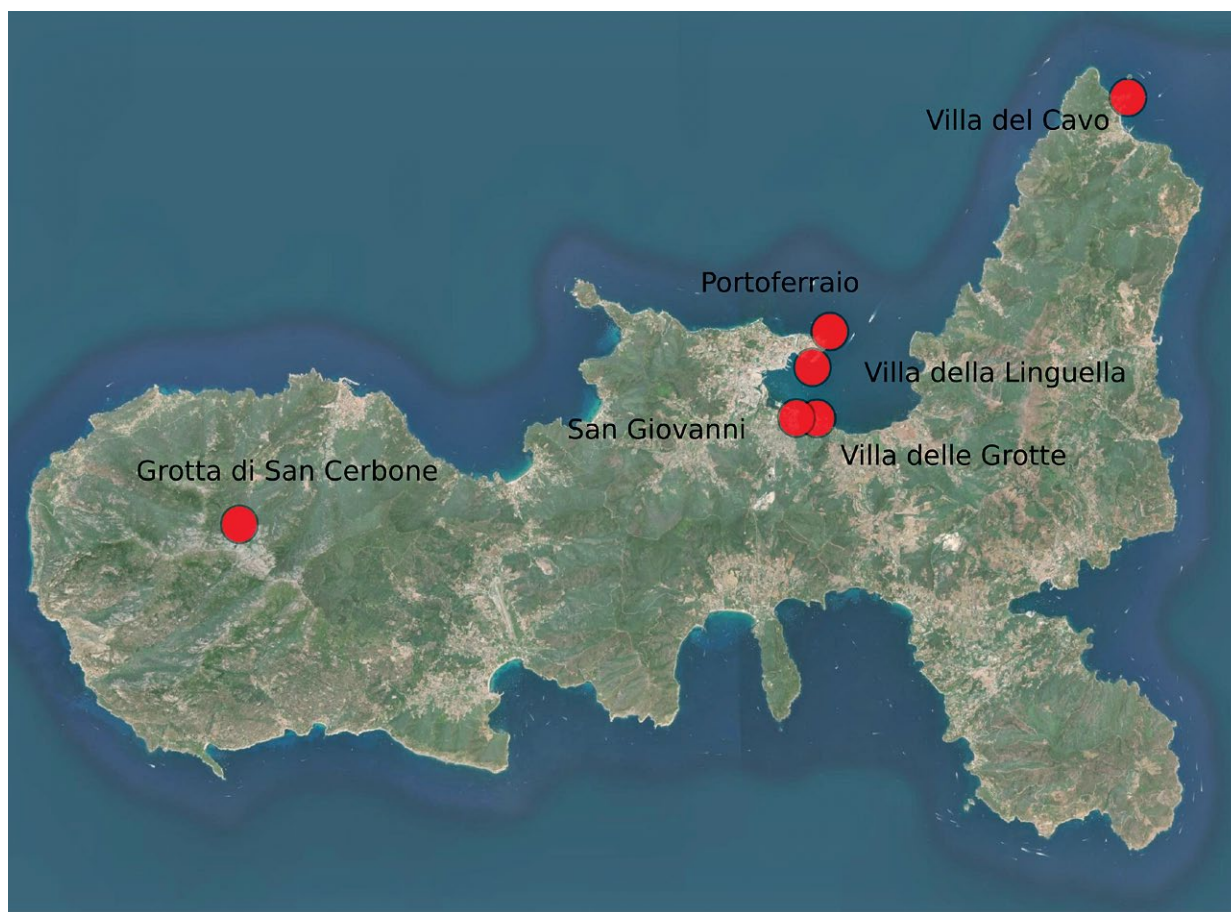 Villa del Cavo
Portoferraio
Villa della Linguella
San Giovanni
Villa delle Grotte
Grotta di San Cerbone